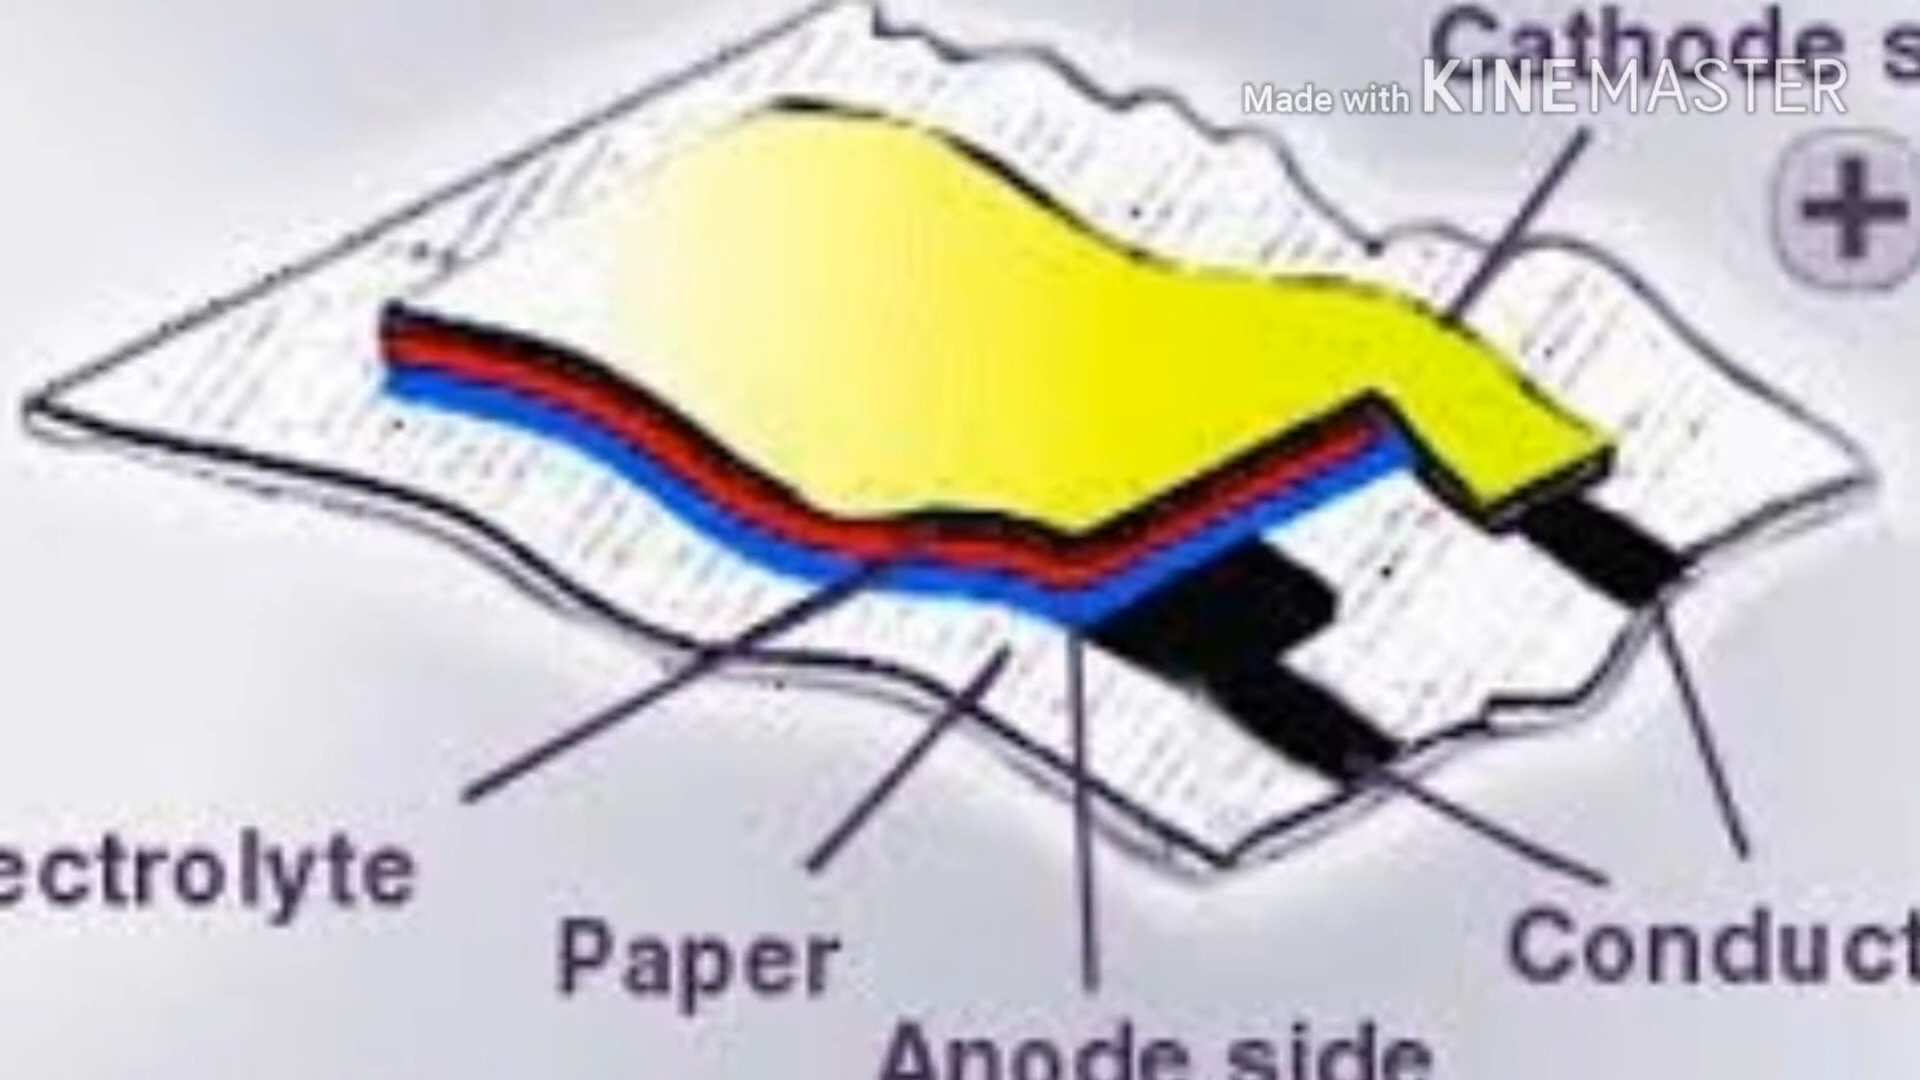 Cathode s
Made with KINEMASTER
+
ectrolyte
Paper
Conduct
Anode side